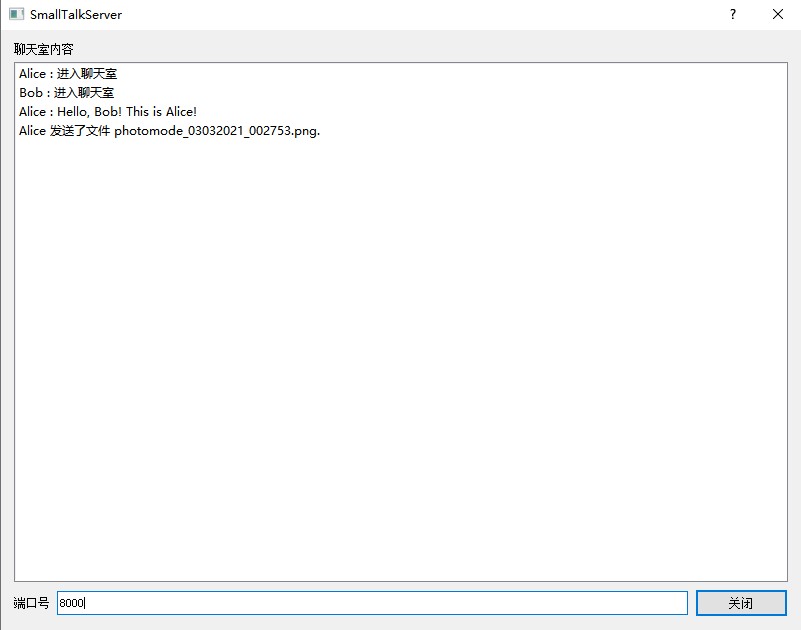 SmallTalkServer
聊天室内容
Alice : 进入聊天室
Bob : 进入聊天室
Alice : Hello, Bob! This is Alice!
Alice 发送了文件 photomode_03032021_002753.png.
端口号 8000 关闭